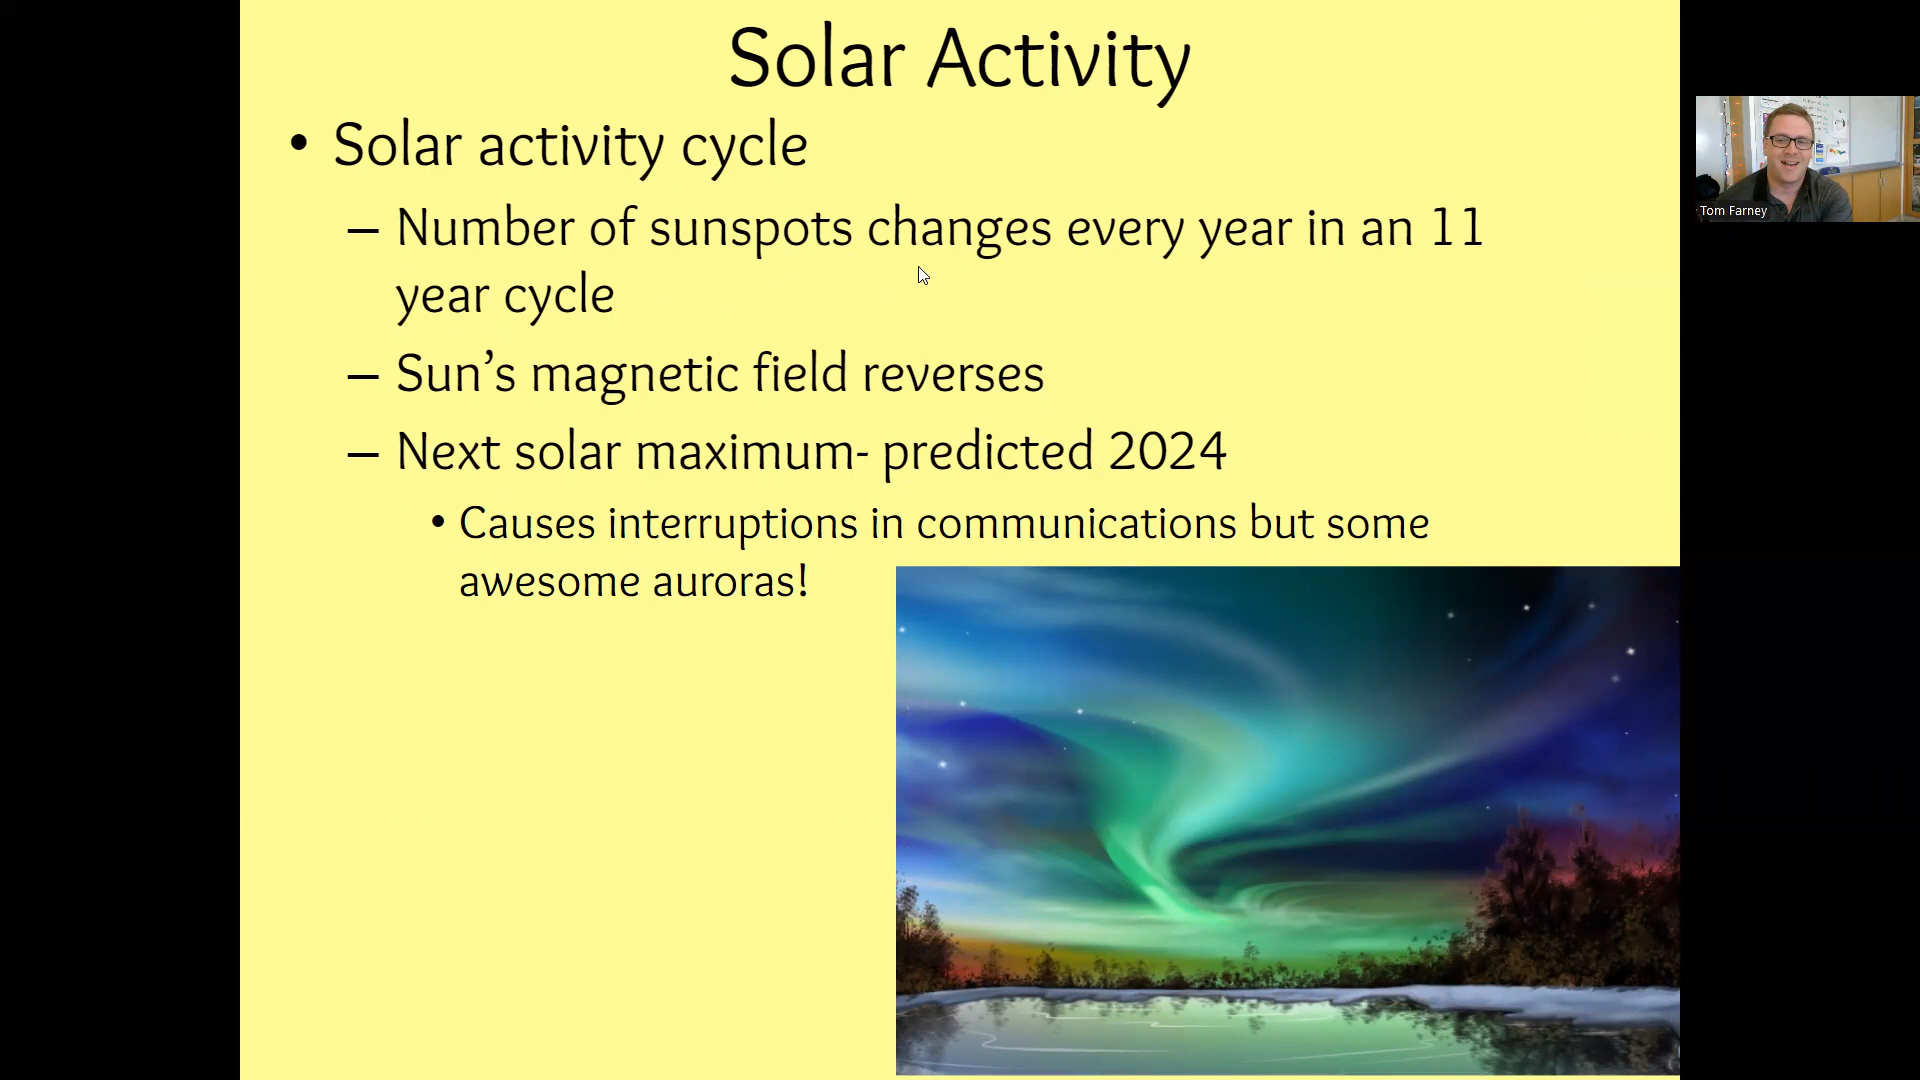 Solar Activity
• Solar activity cycle
– Number of sunspots changes every year in an 11
year cycle
– Sun’s magnetic field reverses
– Next solar maximum- predicted 2024
• Causes interruptions in communications but some
awesome auroras!
Tom Farney